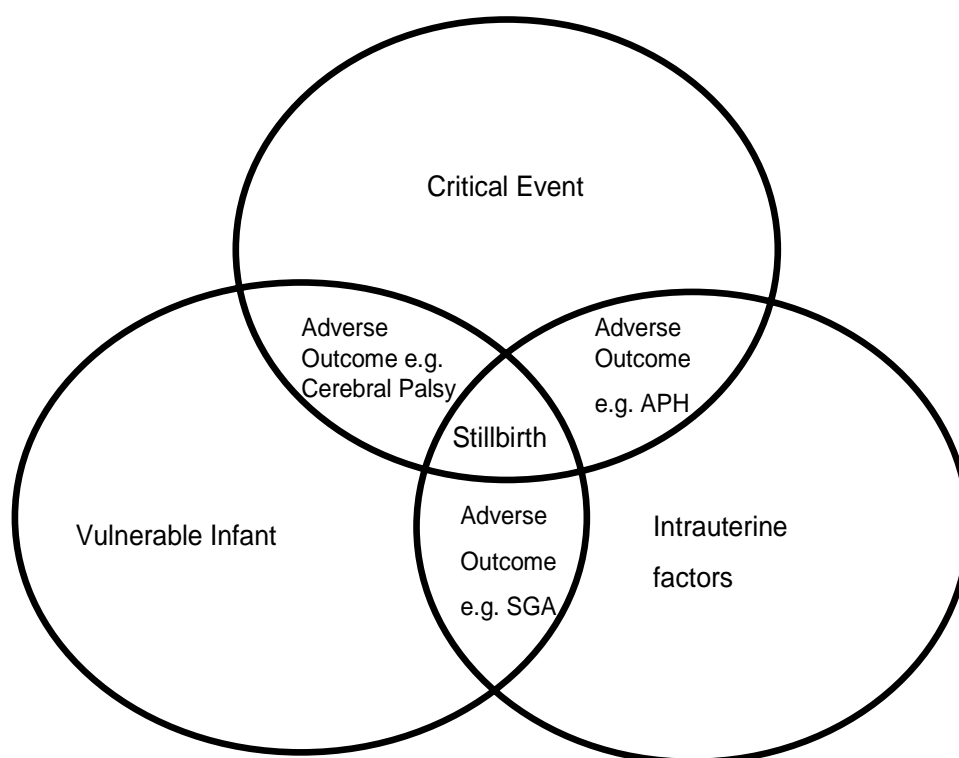 Critical Event
Adverse
Outcome e.g.
Cerebral Palsy
Adverse
Outcome
e.g. APH
Stillbirth
Vulnerable Infant
Adverse
Outcome
e.g. SGA
Intrauterine
factors